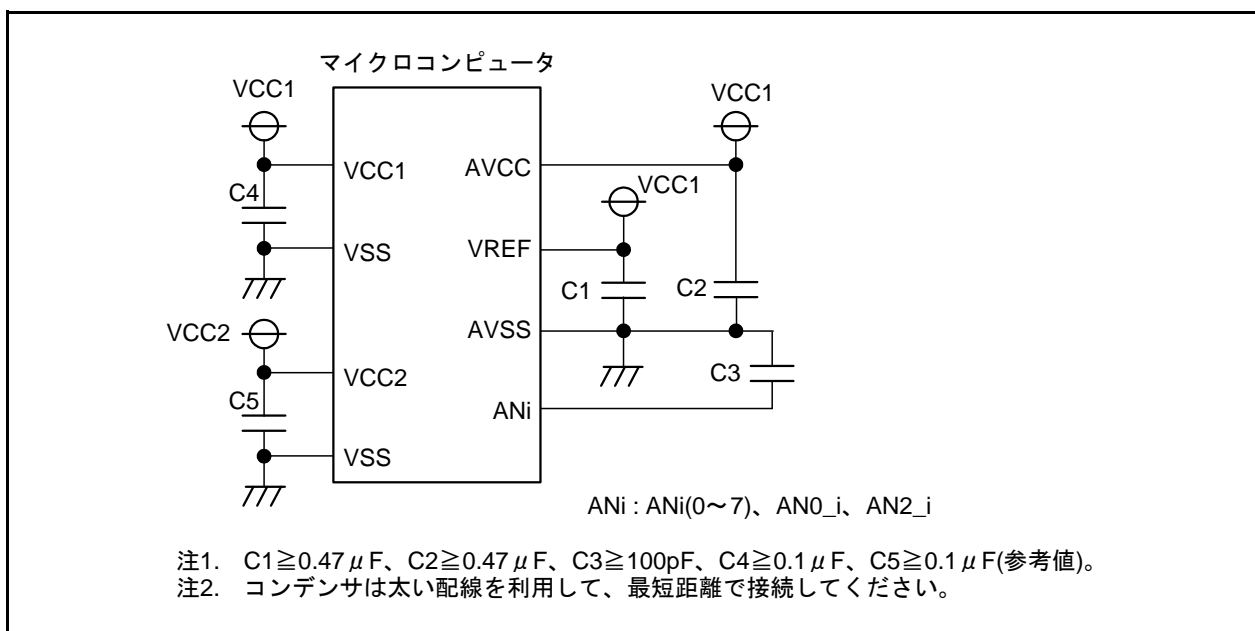 マイクロコンピュータ
VCC1
VCC1
VCC1
AVCC
VCC1
C4
VSS
VREF
C1
C2
VCC2
AVSS
VCC2
C3
C5
ANi
VSS
ANi : ANi(0～7)、AN0_i、AN2_i
注1. C1≧0.47μF、C2≧0.47μF、C3≧100pF、C4≧0.1μF、C5≧0.1μF(参考値)。
注2. コンデンサは太い配線を利用して、最短距離で接続してください。